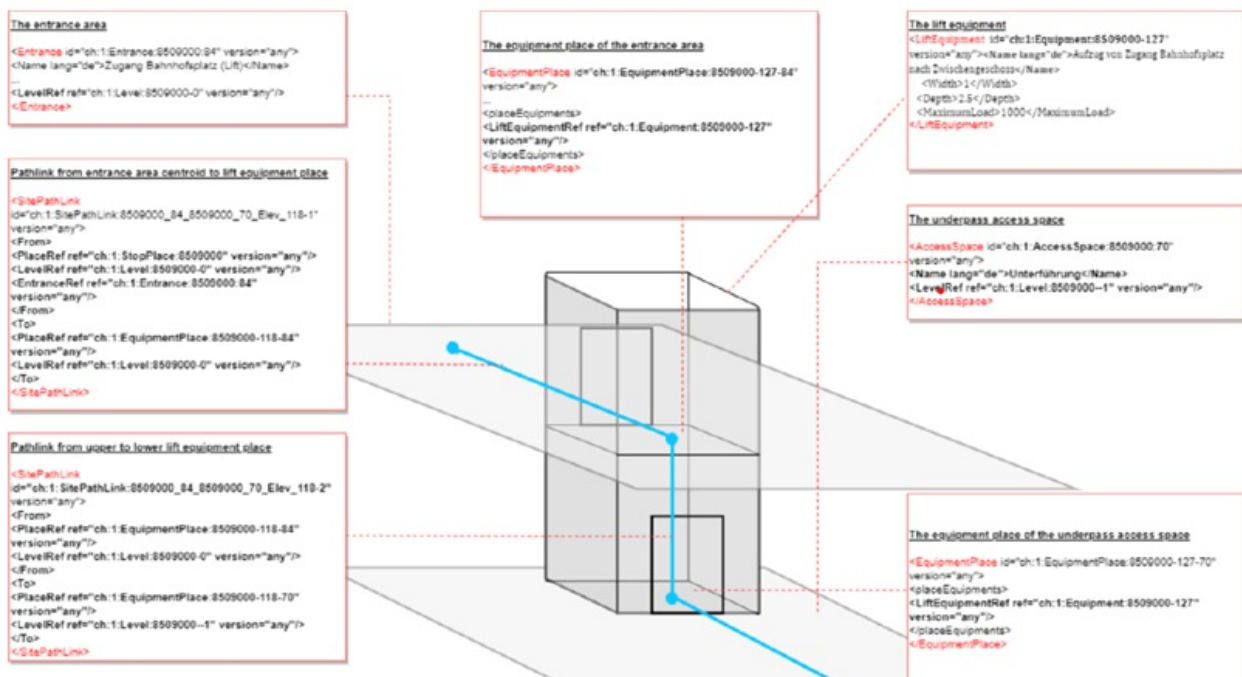 The entrance area
<Entrance id="ch:1:Entrance:8509000:84" version="any">
<Name lang="de">Zugang Bahnhofsplatz (Lift)</Name>
...
<LevelRef ref="ch:1:Level:8509000-0" version="any"/>
</Entrance>
Pathlink from entrance area centroid to lift equipment place
<SitePathLink
id="ch:1:SitePathLink:8509000_84_8509000_70_Elev_118-1"
version="any">
<From>
<PlaceRef ref="ch:1:StopPlace:8509000" version="any"/>
<LevelRef ref="ch:1:Level:8509000-0" version="any"/>
<EntranceRef ref="ch:1:Entrance:8509000:84"
version="any"/>
</From>
<To>
<PlaceRef ref="ch:1:EquipmentPlace:8509000-118-84"
version="any"/>
<LevelRef ref="ch:1:Level:8509000-0" version="any"/>
</To>
</SitePathLink>
Pathlink from upper to lower lift equipment place
<SitePathLink
id="ch:1:SitePathLink:8509000_84_8509000_70_Elev_118-2"
version="any">
<From>
<PlaceRef ref="ch:1:EquipmentPlace:8509000-118-84"
version="any"/>
<LevelRef ref="ch:1:Level:8509000-0" version="any"/>
</From>
<To>
<PlaceRef ref="ch:1:EquipmentPlace:8509000-118-70"
version="any"/>
<LevelRef ref="ch:1:Level:8509000--1" version="any"/>
</To>
</SitePathLink>
The equipment place of the entrance area
<EquipmentPlace id="ch:1:EquipmentPlace:8509000-127-84"
version="any">
...
<placeEquipments>
<LiftEquipmentRef ref="ch:1:Equipment:8509000-127"
version="any"/>
</placeEquipments>
</EquipmentPlace>
The lift equipment
<LiftEquipment id="ch:1:Equipment:8509000-127"
version="any"><Name lang="de">Aufzug von Zugang Bahnhofsplatz
nach Zwischengeschoss</Name>
<Width>1</Width>
<Depth>2.5</Depth>
<MaximumLoad>1000</MaximumLoad>
</LiftEquipment>
The underpass access space
<AccessSpace id="ch:1:AccessSpace:8509000:70"
version="any">
<Name lang="de">Unterführung</Name>
<LevelRef ref="ch:1:Level:8509000--1" version="any"/>
</AccessSpace>
The equipment place of the underpass access space
<EquipmentPlace id="ch:1:EquipmentPlace:8509000-127-70"
version="any">
<placeEquipments>
<LiftEquipmentRef ref="ch:1:Equipment:8509000-127"
version="any"/>
</placeEquipments>
</EquipmentPlace>